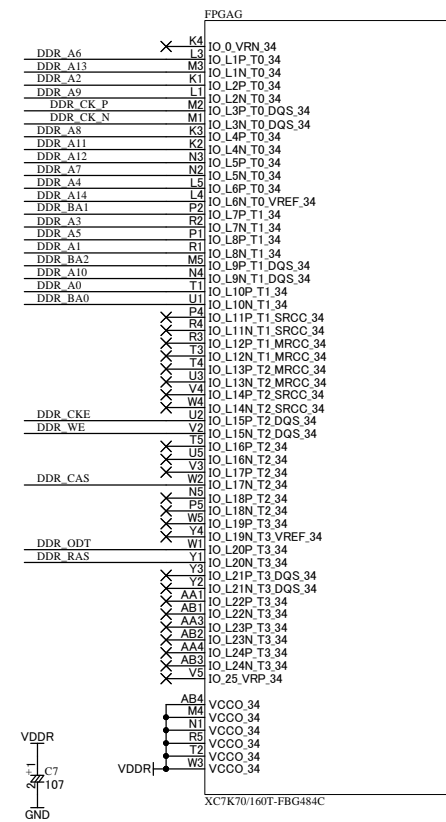 FPGAG
K4 IO_0_VRN_34
DDR_A6 L3 IO_L1P_T0_34
DDR_A13 M3 IO_L1N_T0_34
DDR_A2 K1 IO_L2P_T0_34
DDR_A9 L1 IO_L2N_T0_34
DDR_CK_P M2 IO_L3P_T0_DQS_34
DDR_CK_N M1 IO_L3N_T0_DQS_34
DDR_A8 K3 IO_L4P_T0_34
DDR_A11 K2 IO_L4N_T0_34
DDR_A12 N3 IO_L5P_T0_34
DDR_A7 N2 IO_L5N_T0_34
DDR_A4 L5 IO_L6P_T0_34
DDR_A14 L4 IO_L6N_T0_VREF_34
DDR_BA1 P2 IO_L7P_T1_34
DDR_A3 R2 IO_L7N_T1_34
DDR_A5 P1 IO_L8P_T1_34
DDR_A1 R1 IO_L8N_T1_34
DDR_BA2 M5 IO_L9P_T1_DQS_34
DDR_A10 N4 IO_L9N_T1_DQS_34
DDR_A0 T1 IO_L10P_T1_34
DDR_BA0 U1 IO_L10N_T1_34
P4 IO_L11P_T1_SRCC_34
R4 IO_L11N_T1_SRCC_34
R3 IO_L12P_T1_MRCC_34
T3 IO_L12N_T1_MRCC_34
T4 IO_L13P_T2_MRCC_34
U3 IO_L13N_T2_MRCC_34
V4 IO_L14P_T2_SRCC_34
W4 IO_L14N_T2_SRCC_34
DDR_CKE U2 IO_L15P_T2_DQS_34
DDR_WE V2 IO_L15N_T2_DQS_34
T5 IO_L16P_T2_34
U5 IO_L16N_T2_34
V3 IO_L17P_T2_34
DDR_CAS W2 IO_L17N_T2_34
N5 IO_L18P_T2_34
P5 IO_L18N_T2_34
W5 IO_L19P_T3_34
Y4 IO_L19N_T3_VREF_34
DDR_ODT W1 IO_L20P_T3_34
DDR_RAS Y1 IO_L20N_T3_34
Y3 IO_L21P_T3_DQS_34
Y2 IO_L21N_T3_DQS_34
AA1 IO_L22P_T3_34
AB1 IO_L22N_T3_34
AA3 IO_L23P_T3_34
AB2 IO_L23N_T3_34
AA4 IO_L24P_T3_34
AB3 IO_L24N_T3_34
V5 IO_25_VRP_34
AB4 VCCO_34
M4 VCCO_34
N1 VCCO_34
R5 VCCO_34
T2 VCCO_34
VDDR W3 VCCO_34
XC7K70/160T-FBG484C
VDDR
+ 1
C7
2 107
GND